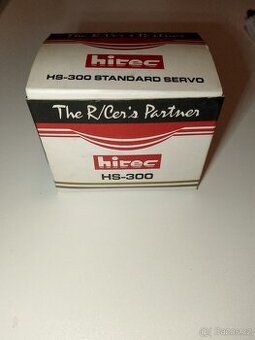 hitec
HS-300 STANDARD SERVO
The R/Cer's Partner
hitec
HS-300